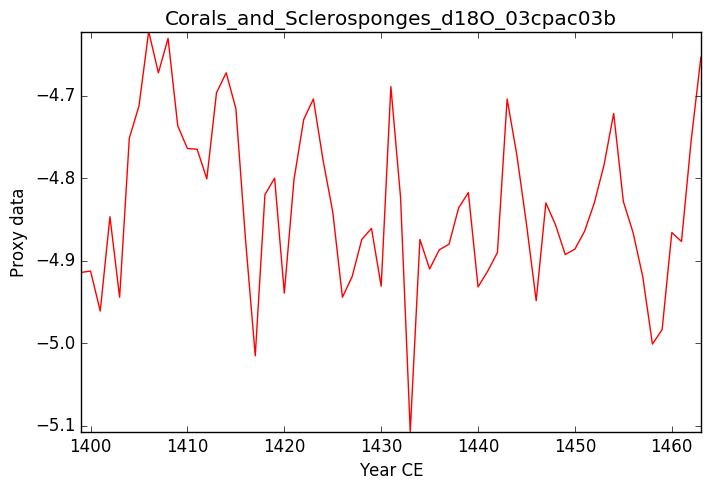 Corals_and_Sclerosponges_d18O_03cpac03b
−4.7
−4.8
−4.9
−5.0
−5.1
Proxy data
1400 1410 1420 1430 1440 1450 1460
Year CE